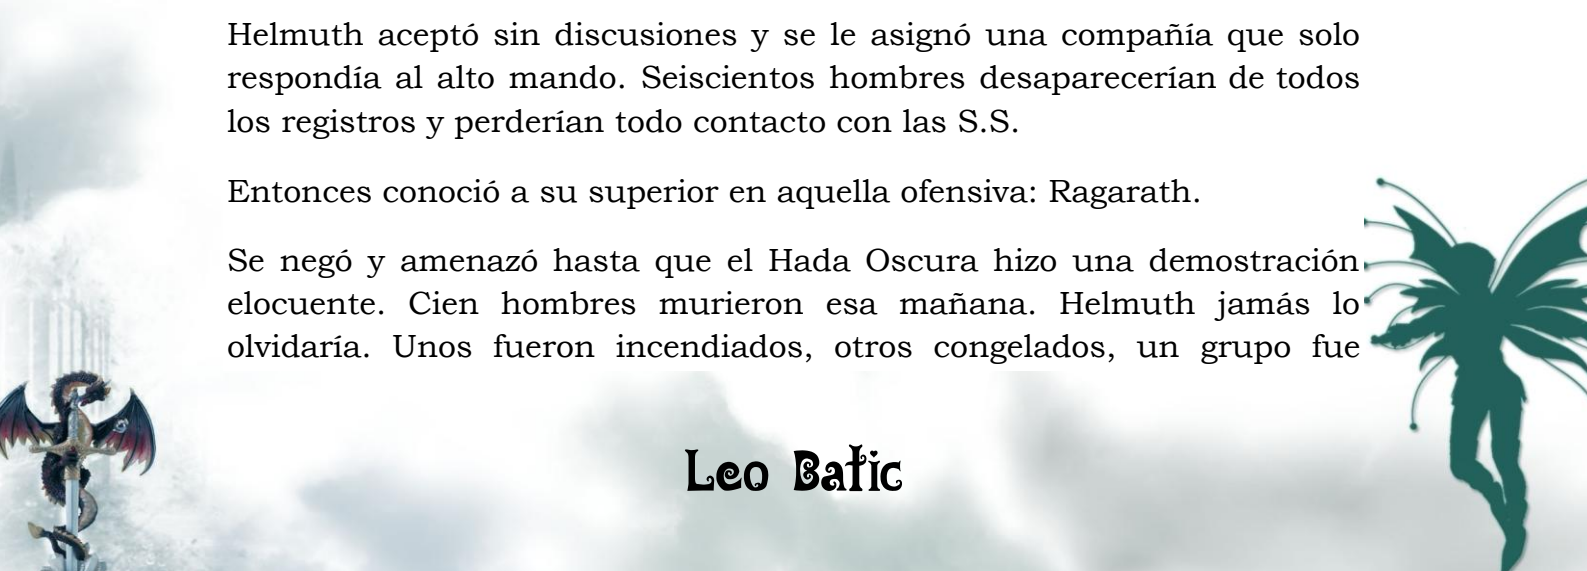 Helmuth aceptó sin discusiones y se le asignó una compañía que solo
respondía al alto mando. Seiscientos hombres desaparecerían de todos
los registros y perderían todo contacto con las S.S.
Entonces conoció a su superior en aquella ofensiva: Ragarath.
Se negó y amenazó hasta que el Hada Oscura hizo una demostración
elocuente. Cien hombres murieron esa mañana. Helmuth jamás lo
olvidaría. Unos fueron incendiados, otros congelados, un grupo fue
Leo Batic